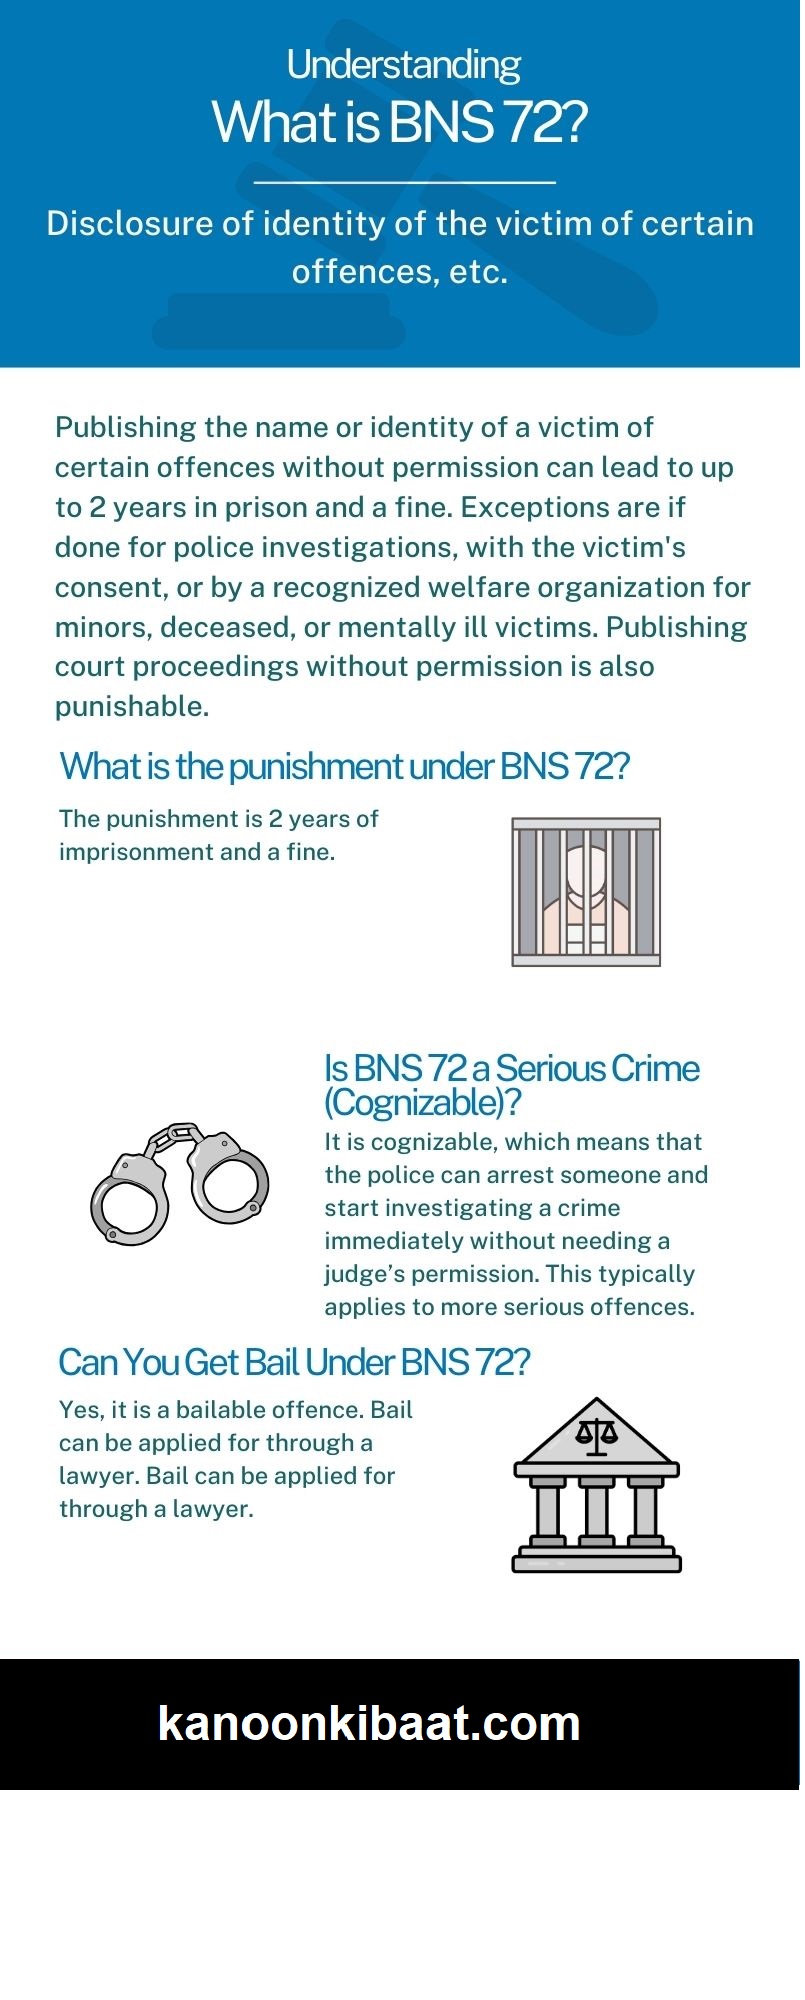 Understanding
What is BNS 72?
Disclosure of identity of the victim of certain
offences, etc.
Publishing the name or identity of a victim of
certain offences without permission can lead to up
to 2 years in prison and a fine. Exceptions are if
done for police investigations, with the victim's
consent, or by a recognized welfare organization for
minors, deceased, or mentally ill victims. Publishing
court proceedings without permission is also
punishable.
What is the punishment under BNS 72?
The punishment is 2 years of
imprisonment and a fine.
Is BNS 72 a Serious Crime
(Cognizable)?
It is cognizable, which means that
the police can arrest someone and
start investigating a crime
immediately without needing a
judge’s permission. This typically
applies to more serious offences.
Can You Get Bail Under BNS 72?
Yes, it is a bailable offence. Bail
can be applied for through a
lawyer. Bail can be applied for
through a lawyer.
kanoonkibaat.com